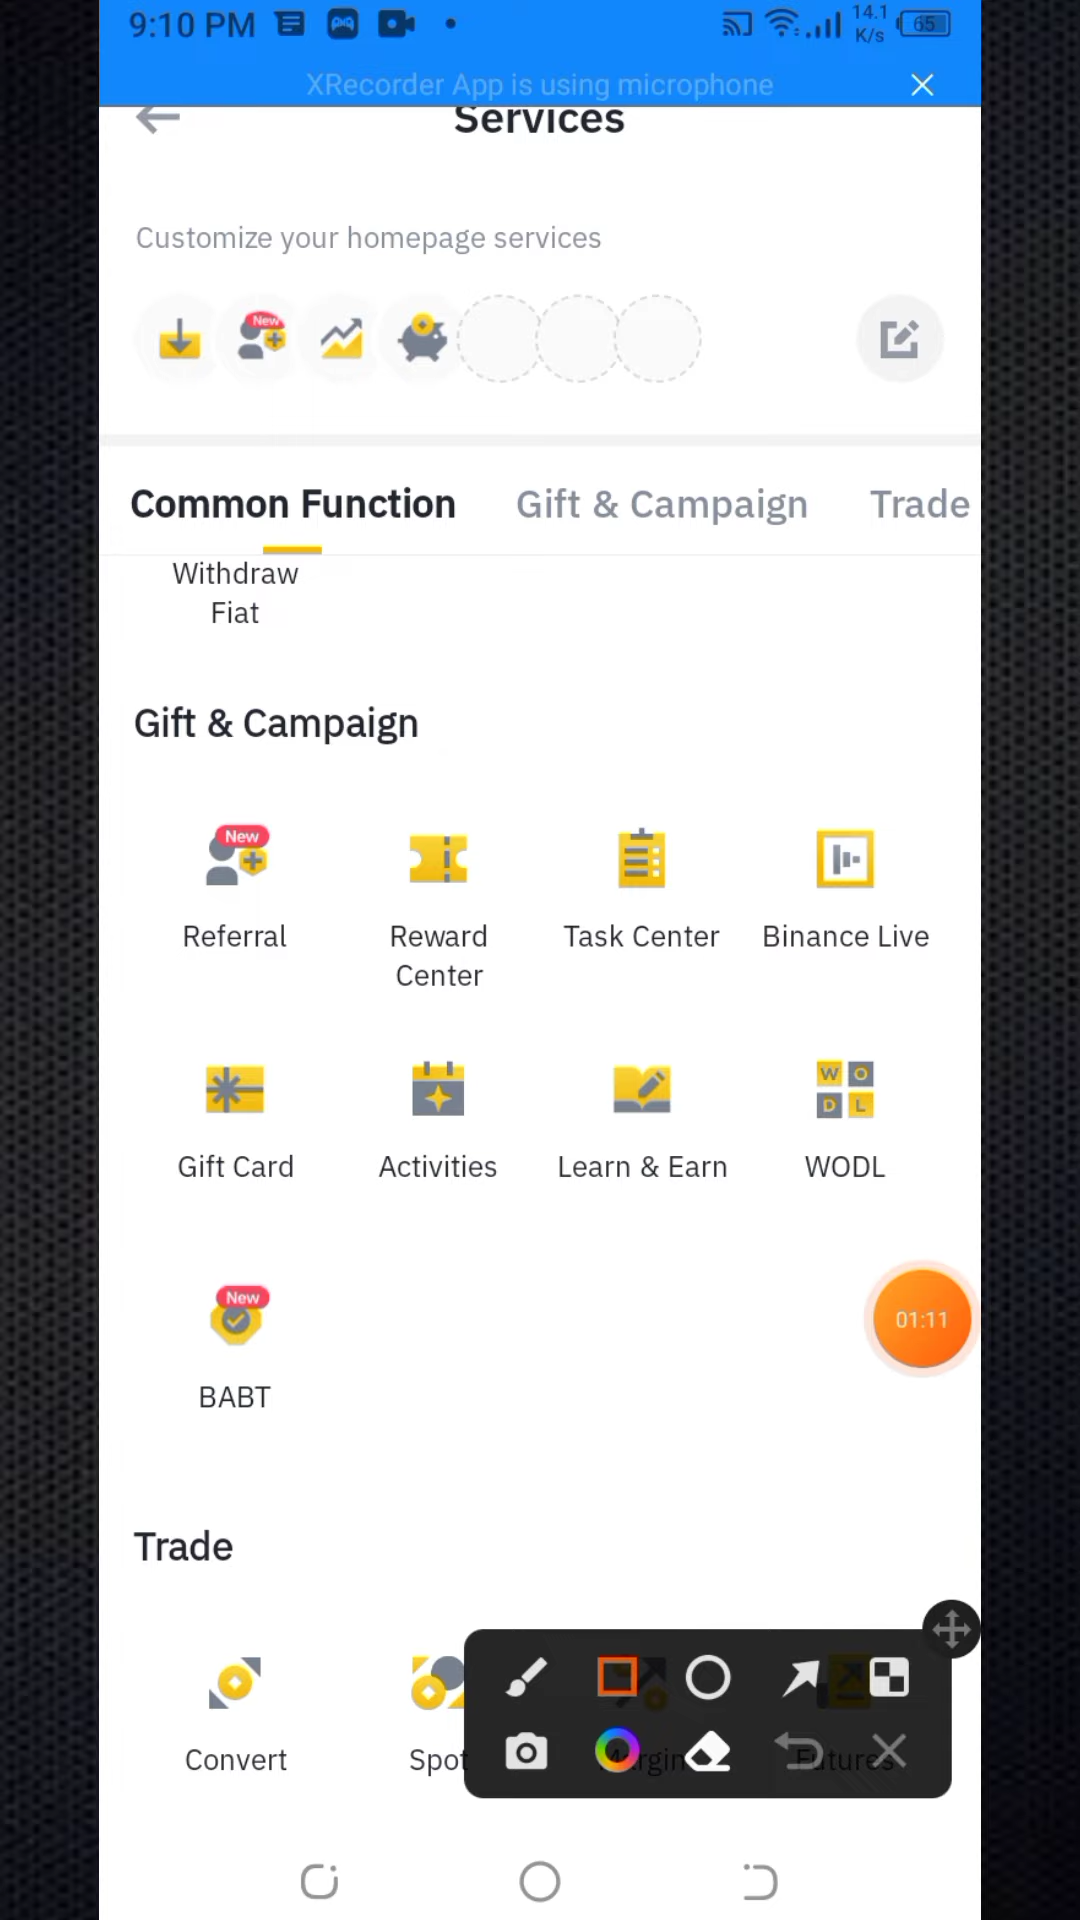 9:10 PM
14.1
K/s
65
XRecorder App is using microphone
Services
Customize your homepage services
New
Common Function
Gift & Campaign
Trade
Withdraw
Fiat
Gift & Campaign
New
Referral
Reward
Center
Task Center
Binance Live
W O
D L
Gift Card
Activities
Learn & Earn
WODL
New
BABT
01:11
Trade
Convert
Spot
Margin
Futures